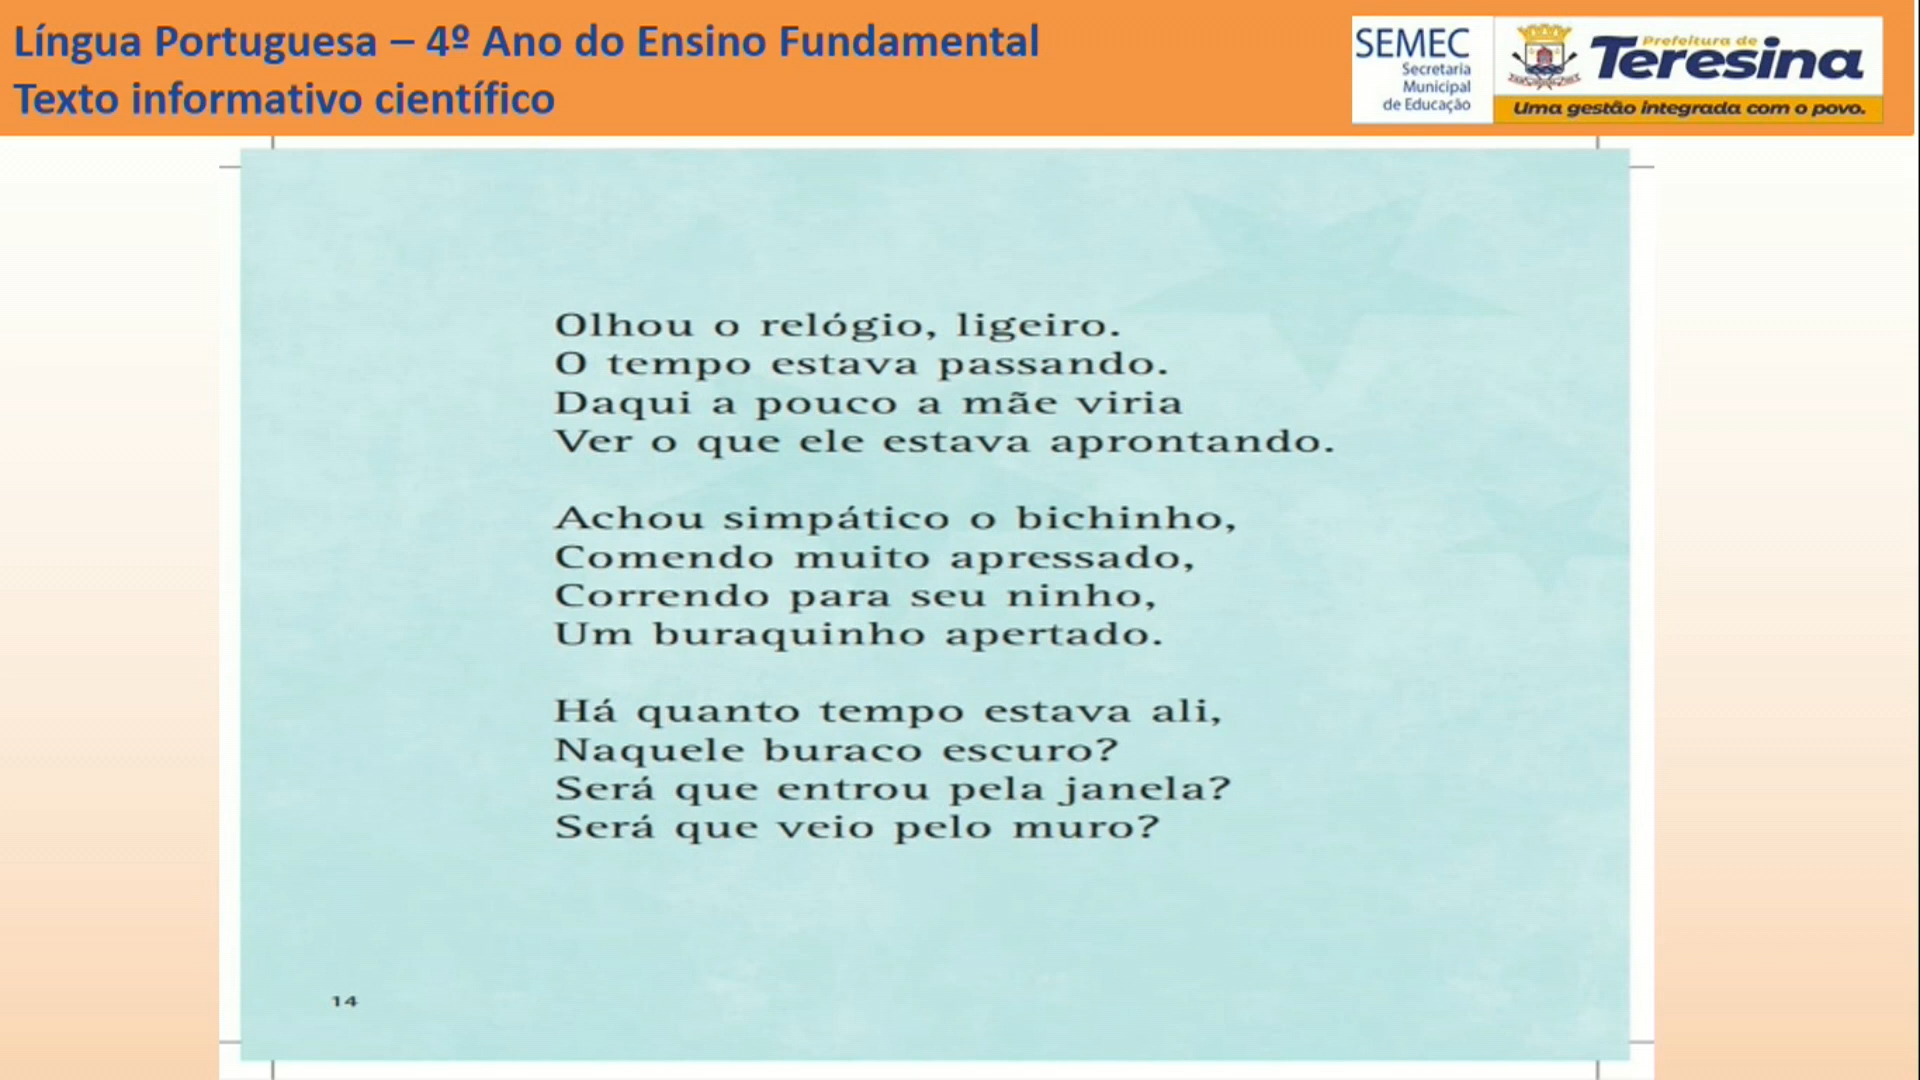 Língua Portuguesa – 4º Ano do Ensino Fundamental
Texto informativo científico
SEMEC
Secretaria
Municipal
de Educação
Prefeitura de
Teresina
Uma gestão integrada com o povo.
Olhou o relógio, ligeiro.
O tempo estava passando.
Daqui a pouco a mãe viria
Ver o que ele estava aprontando.
Achou simpático o bichinho,
Comendo muito apressado,
Correndo para seu ninho,
Um buraquinho apertado.
Há quanto tempo estava ali,
Naquele buraco escuro?
Será que entrou pela janela?
Será que veio pelo muro?
14